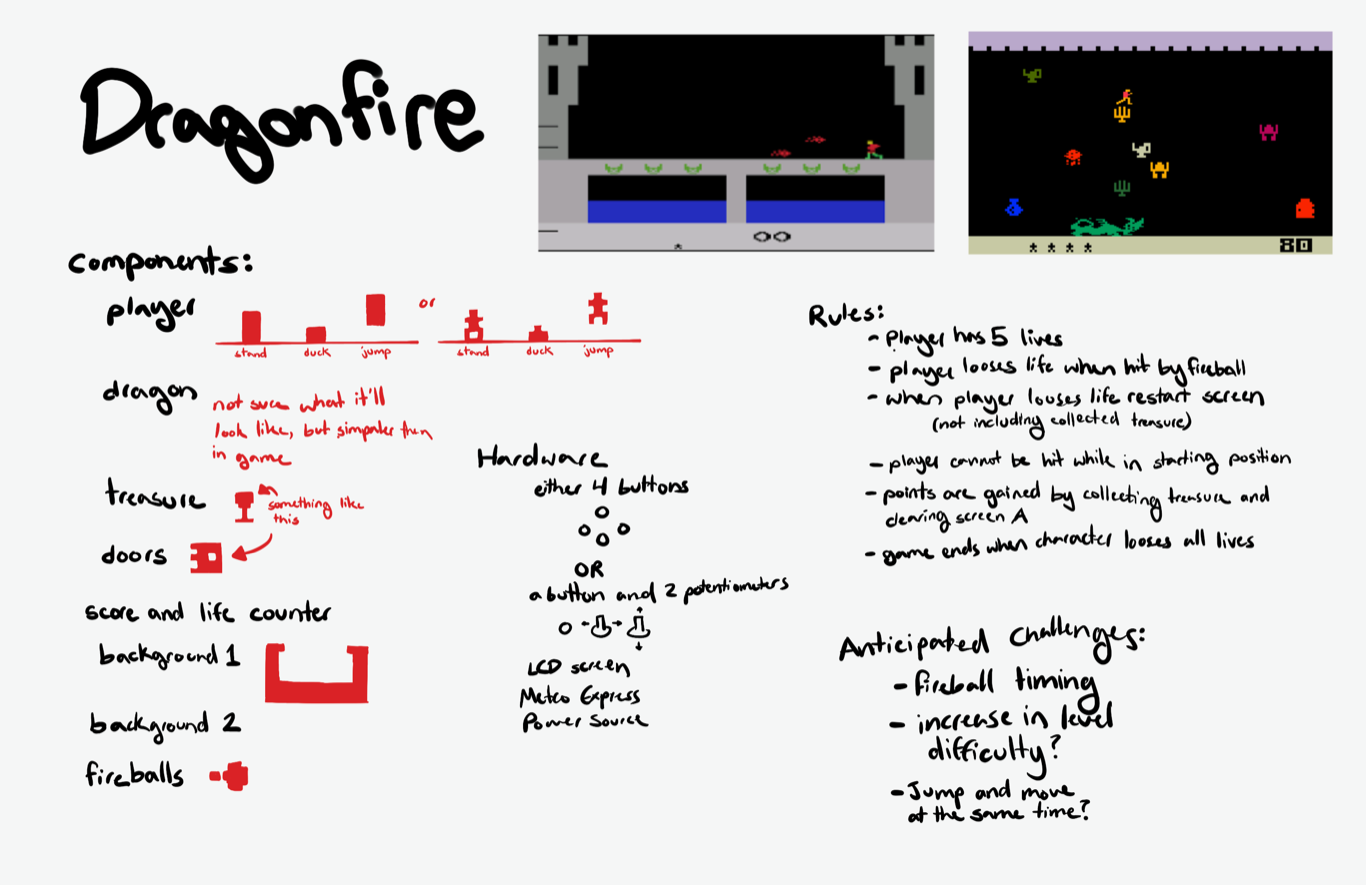 Dragonfire
80
components:
player
or
stand
duck
jump
stand
duck
jump
dragon
not sure what it'll
look like, but simpaler then
in game
treasure
something like
this
doors
score and life counter
background 1
background 2
fireballs
Hardware
either 4 buttons
OR
a button and 2 potentiometers
LCD screen
Metro Express
Power Source
Rules:
- Player has 5 lives
- player looses life when hit by fireball
- when player louses life restart screen
(not including collected treasure)
- player cannot be hit while in starting position
- points are gained by collecting treasure and
clearing screen A
- game ends when character looses all lives
Anticipated challenges:
- fireball timing
- increase in level
difficulty?
- Jump and move
at the same time?